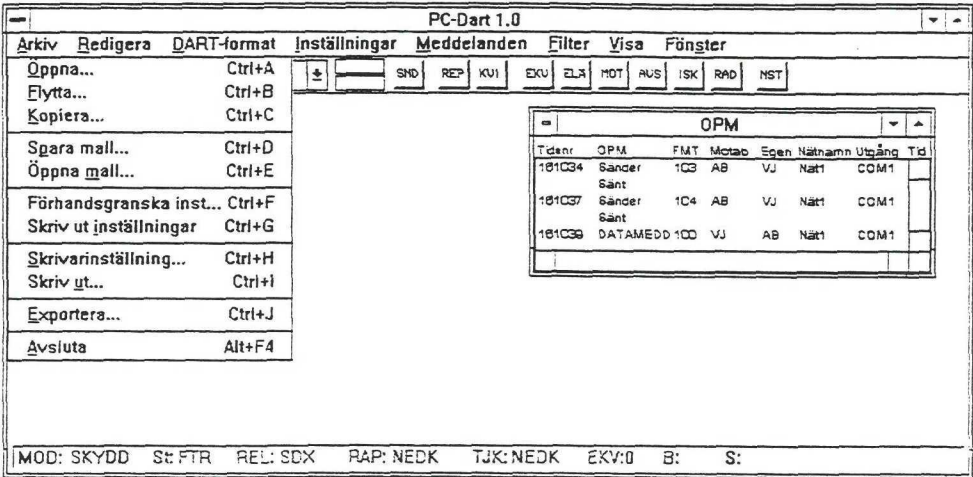 PC-Dart 1.0
Arkiv Redigera DART-format Inställningar Meddelanden Filter Visa Fönster
SND REP KVI EKV ELA MOT AVS ISK RAD NST
Öppna... Ctrl+A
Flytta... Ctrl+B
Kopiera... Ctrl+C
Spara mall... Ctrl+D
Öppna mall... Ctrl+E
Förhandsgranska inst... Ctrl+F
Skriv ut inställningar Ctrl+G
Skrivarinställning... Ctrl+H
Skriv ut... Ctrl+I
Exportera... Ctrl+J
Avsluta Alt+F4
OPM
Tidsnr OPM FMT Motab Egen Nätnamn Utgång Tid
161034 Sänder 103 AB VJ Nät1 COM1
Sänt
161037 Sänder 104 AB VJ Nät1 COM1
Sänt
161039 DATAMEDD 100 VJ AB Nät1 COM1
MOD: SKYDD St: FTR REL: SDX RAP: NEDK TJK: NEDK EKV:0 B: S: